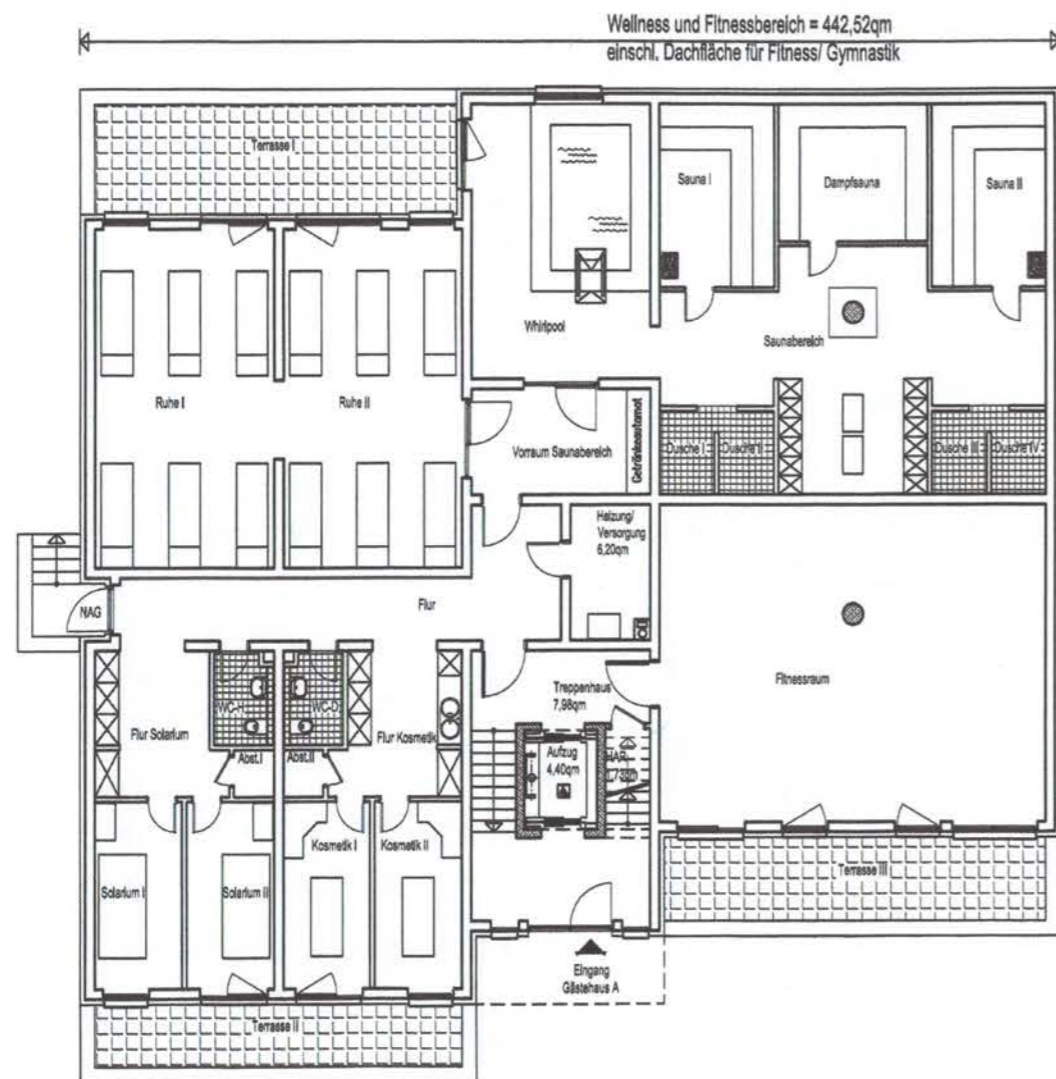 Wellness und Fitnessbereich = 442,52qm
einschl. Dachfläche für Fitness/ Gymnastik
Terrasse I
Sauna I
Dampfsauna
Whirlpool
Saunabereich
Ruhe I
Ruhe II
Vorraum Saunabereich
Getränkeautomat
Dusche I
Dusche II
Dusche III
Dusche IV
Heizung/
Versorgung
6,20qm
NAG
Flur
Fitnessraum
Treppenhaus
7,98qm
WC-H
WC-D
Flur Solarium
Flur Kosmetik
Abst.I
Abst.II
Aufzug
4,40qm
HAR
Kosmetik I
Kosmetik II
Solarium I
Solarium II
Terrasse III
Eingang
Gästehaus A
Terrasse II